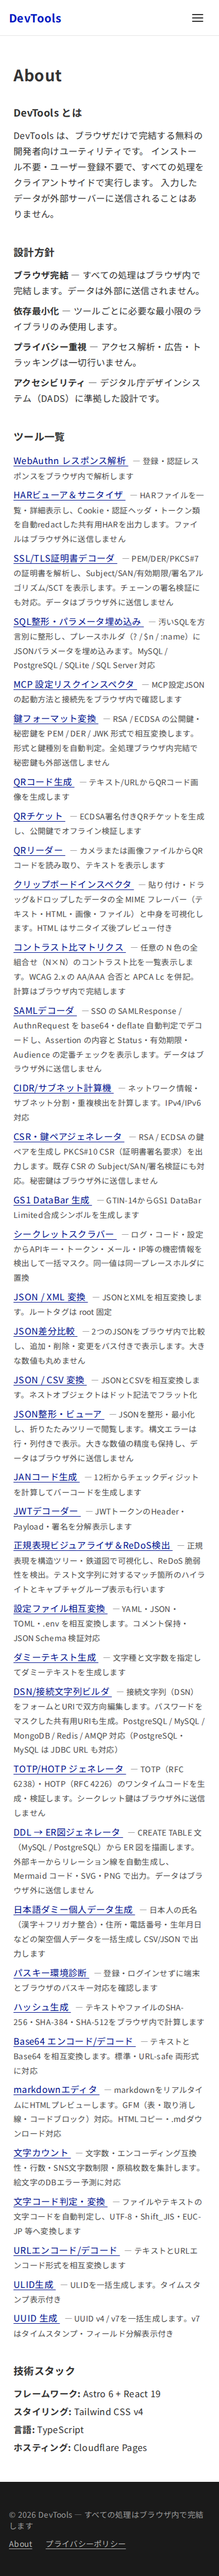 DevTools
About
DevTools とは
DevTools は、ブラウザだけで完結する無料の
開発者向けユーティリティです。 インストー
ル不要・ユーザー登録不要で、すべての処理を
クライアントサイドで実行します。 入力した
データが外部サーバーに送信されることはあ
りません。
設計方針
ブラウザ完結 — すべての処理はブラウザ内で
完結します。データは外部に送信されません。
依存最小化 — ツールごとに必要な最小限のラ
イブラリのみ使用します。
プライバシー重視 — アクセス解析・広告・ト
ラッキングは一切行いません。
アクセシビリティ — デジタル庁デザインシス
テム（DADS）に準拠した設計です。
ツール一覧
WebAuthn レスポンス解析 — 登録・認証レス
ポンスをブラウザ内で解析します
HARビューア＆サニタイザ — HARファイルを一
覧・詳細表示し、Cookie・認証ヘッダ・トークン類
を自動redactした共有用HARを出力します。ファイ
ルはブラウザ外に送信しません
SSL/TLS証明書デコーダ — PEM/DER/PKCS#7
の証明書を解析し、Subject/SAN/有効期限/署名アル
ゴリズム/SCT を表示します。チェーンの署名検証に
も対応。データはブラウザ外に送信しません
SQL整形・パラメータ埋め込み — 汚いSQLを方
言別に整形し、プレースホルダ（? / $n / :name）に
JSONパラメータを埋め込みます。MySQL /
PostgreSQL / SQLite / SQL Server 対応
MCP 設定リスクインスペクタ — MCP設定JSON
の起動方法と接続先をブラウザ内で確認します
鍵フォーマット変換 — RSA / ECDSA の公開鍵・
秘密鍵を PEM / DER / JWK 形式で相互変換します。
形式と鍵種別を自動判定。全処理ブラウザ内完結で
秘密鍵も外部送信しません
QRコード生成 — テキスト/URLからQRコード画
像を生成します
QRチケット — ECDSA署名付きQRチケットを生成
し、公開鍵でオフライン検証します
QRリーダー — カメラまたは画像ファイルからQR
コードを読み取り、テキストを表示します
クリップボードインスペクタ — 貼り付け・ドラ
ッグ&ドロップしたデータの全 MIME フレーバー（テ
キスト・HTML・画像・ファイル）と中身を可視化し
ます。HTML はサニタイズ後プレビュー付き
コントラスト比マトリクス — 任意の N 色の全
組合せ（N×N）のコントラスト比を一覧表示しま
す。WCAG 2.x の AA/AAA 合否と APCA Lc を併記。
計算はブラウザ内で完結します
SAMLデコーダ — SSO の SAMLResponse /
AuthnRequest を base64・deflate 自動判定でデコ
ードし、Assertion の内容と Status・有効期限・
Audience の定番チェックを表示します。データはブ
ラウザ外に送信しません
CIDR/サブネット計算機 — ネットワーク情報・
サブネット分割・重複検出を計算します。IPv4/IPv6
対応
CSR・鍵ペアジェネレータ — RSA / ECDSA の鍵
ペアを生成し PKCS#10 CSR（証明書署名要求）を出
力します。既存 CSR の Subject/SAN/署名検証にも対
応。秘密鍵はブラウザ外に送信しません
GS1 DataBar 生成 — GTIN-14からGS1 DataBar
Limited合成シンボルを生成します
シークレットスクラバー — ログ・コード・設定
からAPIキー・トークン・メール・IP等の機密情報を
検出して一括マスク。同一値は同一プレースホルダに
置換
JSON / XML 変換 — JSONとXMLを相互変換しま
す。ルートタグは root 固定
JSON差分比較 — 2つのJSONをブラウザ内で比較
し、追加・削除・変更をパス付きで表示します。大き
な数値も丸めません
JSON / CSV 変換 — JSONとCSVを相互変換しま
す。ネストオブジェクトはドット記法でフラット化
JSON整形・ビューア — JSONを整形・最小化
し、折りたたみツリーで閲覧できます。構文エラーは
行・列付きで表示。大きな数値の精度も保持し、デ
ータはブラウザ外に送信しません
JANコード生成 — 12桁からチェックディジット
を計算してバーコードを生成します
JWTデコーダー — JWTトークンのHeader・
Payload・署名を分解表示します
正規表現ビジュアライザ＆ReDoS検出 — 正規
表現を構造ツリー・鉄道図で可視化し、ReDoS 脆弱
性を検出。テスト文字列に対するマッチ箇所のハイラ
イトとキャプチャグループ表示も行います
設定ファイル相互変換 — YAML・JSON・
TOML・.env を相互変換します。コメント保持・
JSON Schema 検証対応
ダミーテキスト生成 — 文字種と文字数を指定し
てダミーテキストを生成します
DSN/接続文字列ビルダ — 接続文字列（DSN）
をフォームとURIで双方向編集します。パスワードを
マスクした共有用URIも生成。PostgreSQL / MySQL /
MongoDB / Redis / AMQP 対応（PostgreSQL・
MySQL は JDBC URL も対応）
TOTP/HOTP ジェネレータ — TOTP（RFC
6238）・HOTP（RFC 4226）のワンタイムコードを生
成・検証します。シークレット鍵はブラウザ外に送信
しません
DDL → ER図ジェネレータ — CREATE TABLE 文
（MySQL / PostgreSQL）から ER 図を描画します。
外部キーからリレーション線を自動生成し、
Mermaid コード・SVG・PNG で出力。データはブラ
ウザ外に送信しません
日本語ダミー個人データ生成 — 日本人の氏名
（漢字＋フリガナ整合）・住所・電話番号・生年月日
などの架空個人データを一括生成し CSV/JSON で出
力します
パスキー環境診断 — 登録・ログインせずに端末
とブラウザのパスキー対応を確認します
ハッシュ生成 — テキストやファイルのSHA-
256・SHA-384・SHA-512をブラウザ内で計算します
Base64 エンコード/デコード — テキストと
Base64 を相互変換します。標準・URL-safe 両形式
に対応
markdownエディタ — markdownをリアルタイ
ムにHTMLプレビューします。GFM（表・取り消し
線・コードブロック）対応。HTMLコピー・.mdダウ
ンロード対応
文字カウント — 文字数・エンコーディング互換
性・行数・SNS文字数制限・原稿枚数を集計します。
絵文字のDBエラー予測に対応
文字コード判定・変換 — ファイルやテキストの
文字コードを自動判定し、UTF-8・Shift_JIS・EUC-
JP 等へ変換します
URLエンコード/デコード — テキストとURLエ
ンコード形式を相互変換します
ULID生成 — ULIDを一括生成します。タイムスタ
ンプ表示付き
UUID 生成 — UUID v4 / v7を一括生成します。v7
はタイムスタンプ・フィールド分解表示付き
技術スタック
フレームワーク: Astro 6 + React 19
スタイリング: Tailwind CSS v4
言語: TypeScript
ホスティング: Cloudflare Pages
© 2026 DevTools — すべての処理はブラウザ内で完結
します
About プライバシーポリシー